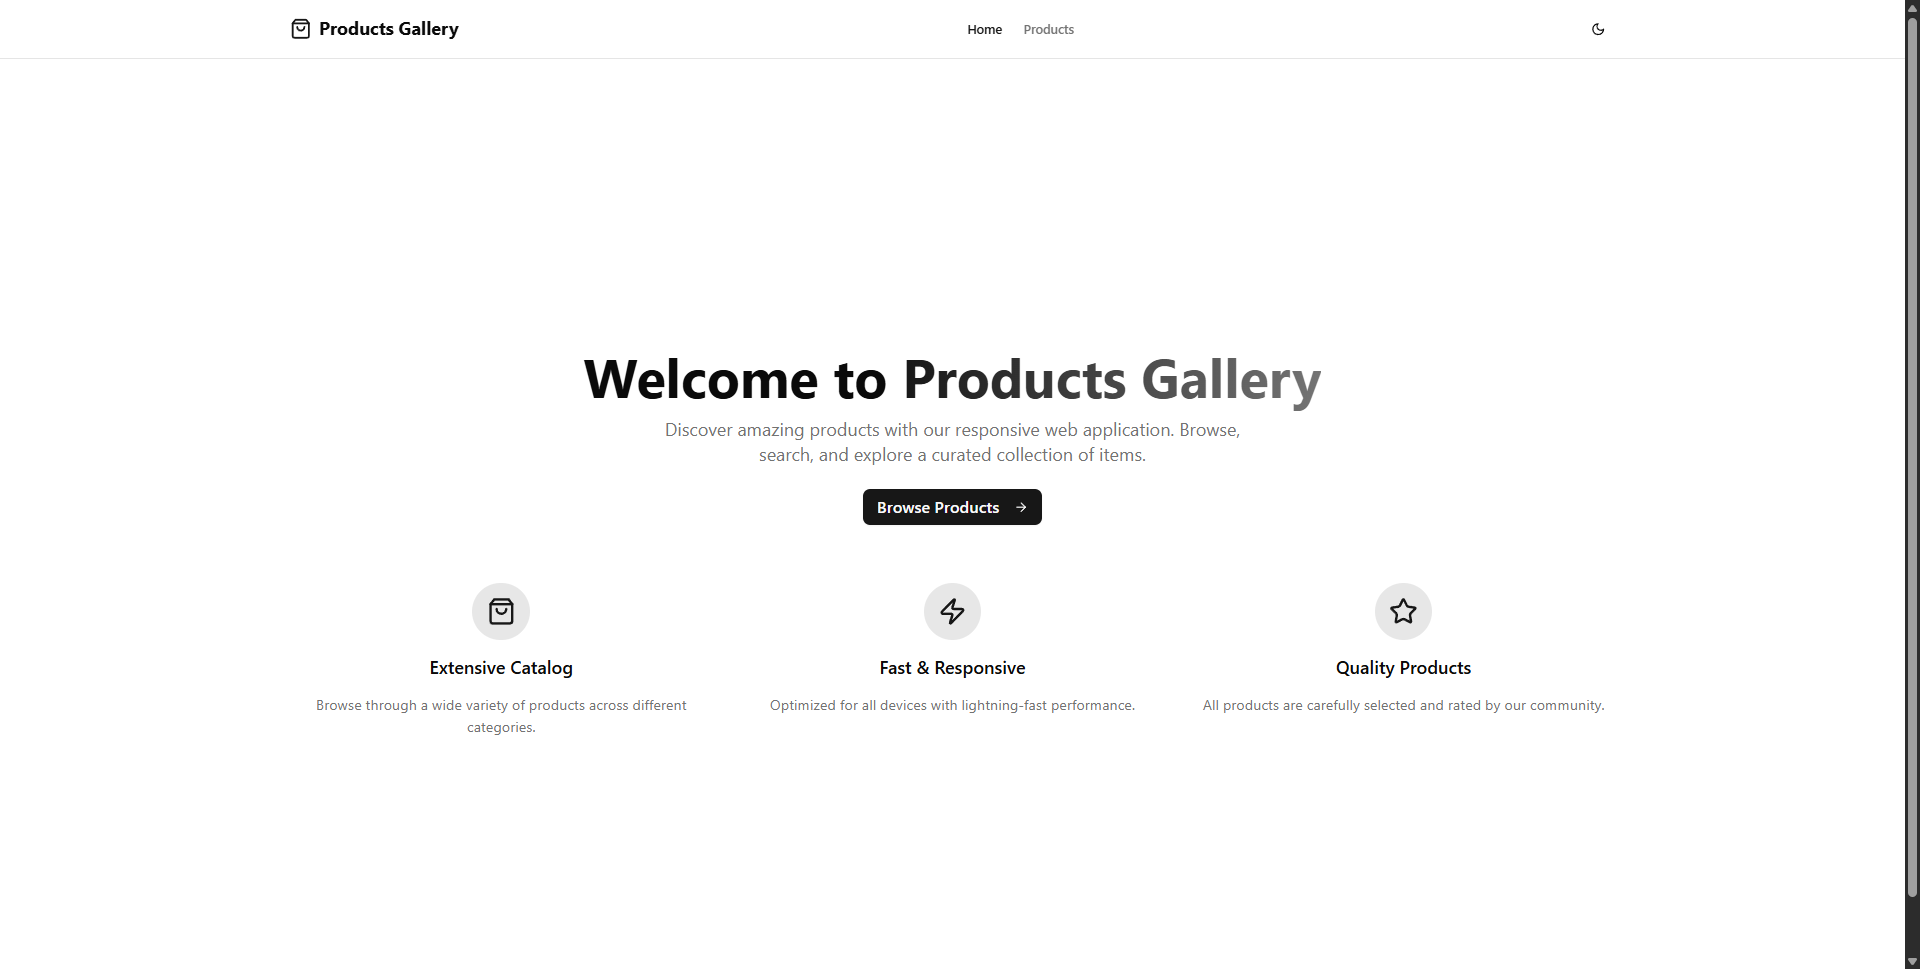 Products Gallery
Home
Products
Welcome to Products Gallery
Discover amazing products with our responsive web application. Browse,
search, and explore a curated collection of items.
Browse Products
Extensive Catalog
Browse through a wide variety of products across different
categories.
Fast & Responsive
Optimized for all devices with lightning-fast performance.
Quality Products
All products are carefully selected and rated by our community.